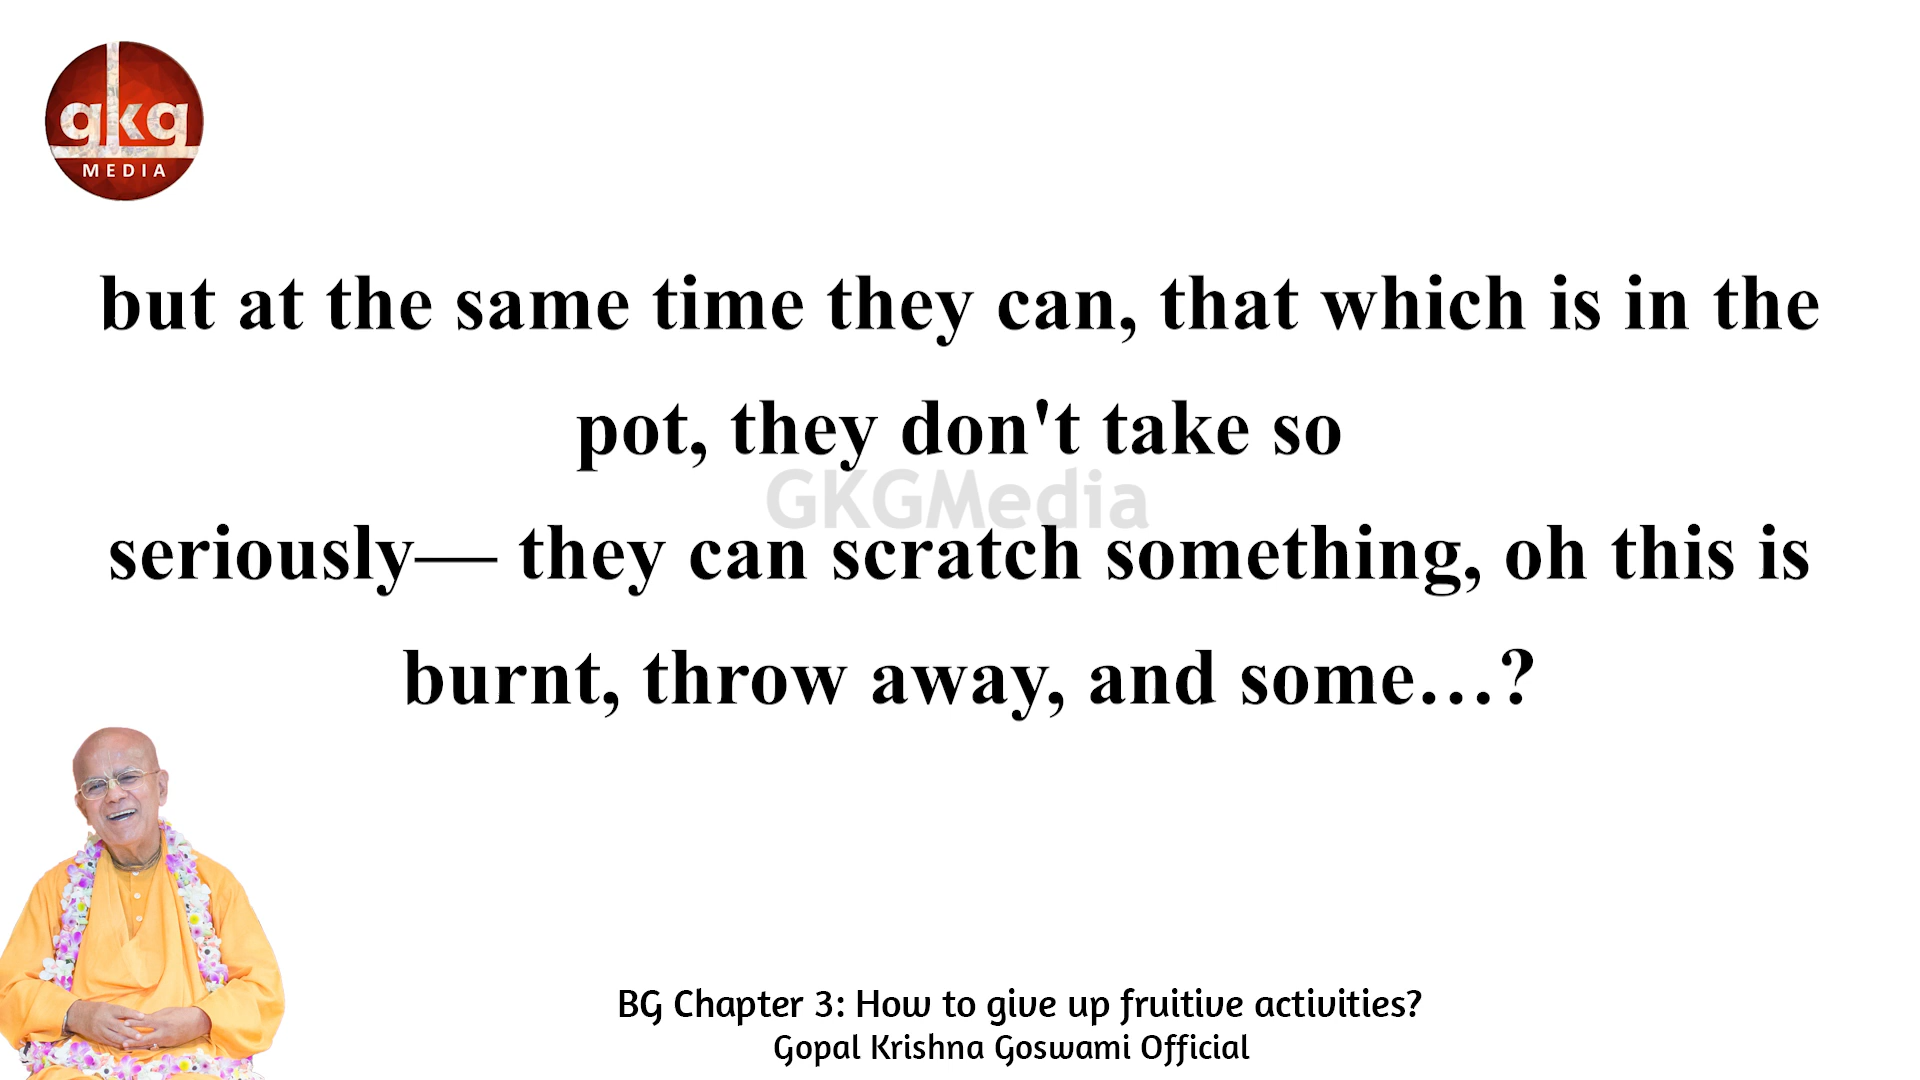 gkg
MEDIA
but at the same time they can, that which is in the
pot, they don't take so
GKGMedia
seriously— they can scratch something, oh this is
burnt, throw away, and some…?
BG Chapter 3: How to give up fruitive activities?
Gopal Krishna Goswami Official